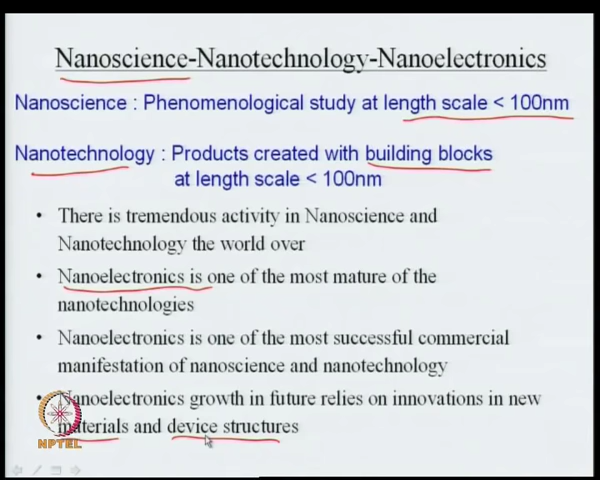 Nanoscience-Nanotechnology-Nanoelectronics
Nanoscience : Phenomenological study at length scale < 100nm
Nanotechnology : Products created with building blocks
at length scale < 100nm
• There is tremendous activity in Nanoscience and
Nanotechnology the world over
• Nanoelectronics is one of the most mature of the
nanotechnologies
• Nanoelectronics is one of the most successful commercial
manifestation of nanoscience and nanotechnology
• Nanoelectronics growth in future relies on innovations in new
materials and device structures
NPTEL